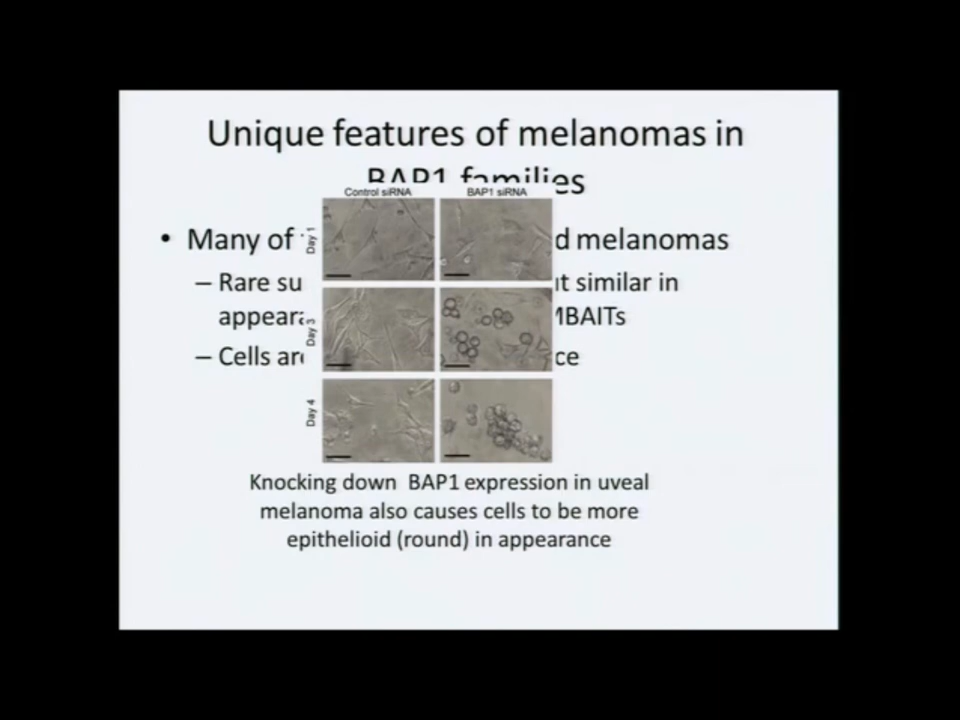 Unique features of melanomas in
BAP1 families
Control siRNA BAP1 siRNA
• Many of d melanomas
Day 1
– Rare su t similar in
appear MBAITs
Day 3
– Cells are ce
Day 4
Knocking down BAP1 expression in uveal
melanoma also causes cells to be more
epithelioid (round) in appearance